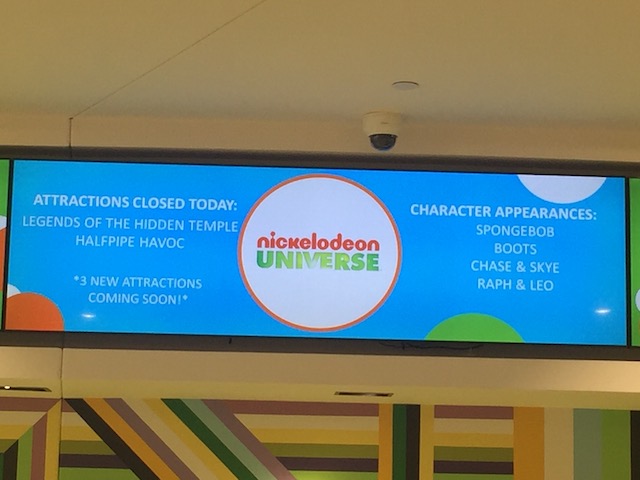 ATTRACTIONS CLOSED TODAY:
LEGENDS OF THE HIDDEN TEMPLE
HALFPIPE HAVOC
*3 NEW ATTRACTIONS
COMING SOON!*
nickelodeon
UNIVERSE
CHARACTER APPEARANCES:
SPONGEBOB
BOOTS
CHASE & SKYE
RAPH & LEO